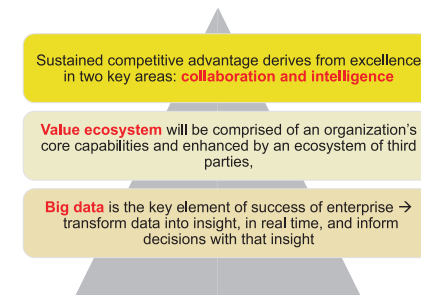 Sustained competitive advantage derives from excellence
in two key areas: collaboration and intelligence
Value ecosystem will be comprised of an organization's
core capabilities and enhanced by an ecosystem of third
parties,
Big data is the key element of success of enterprise →
transform data into insight, in real time, and inform
decisions with that insight